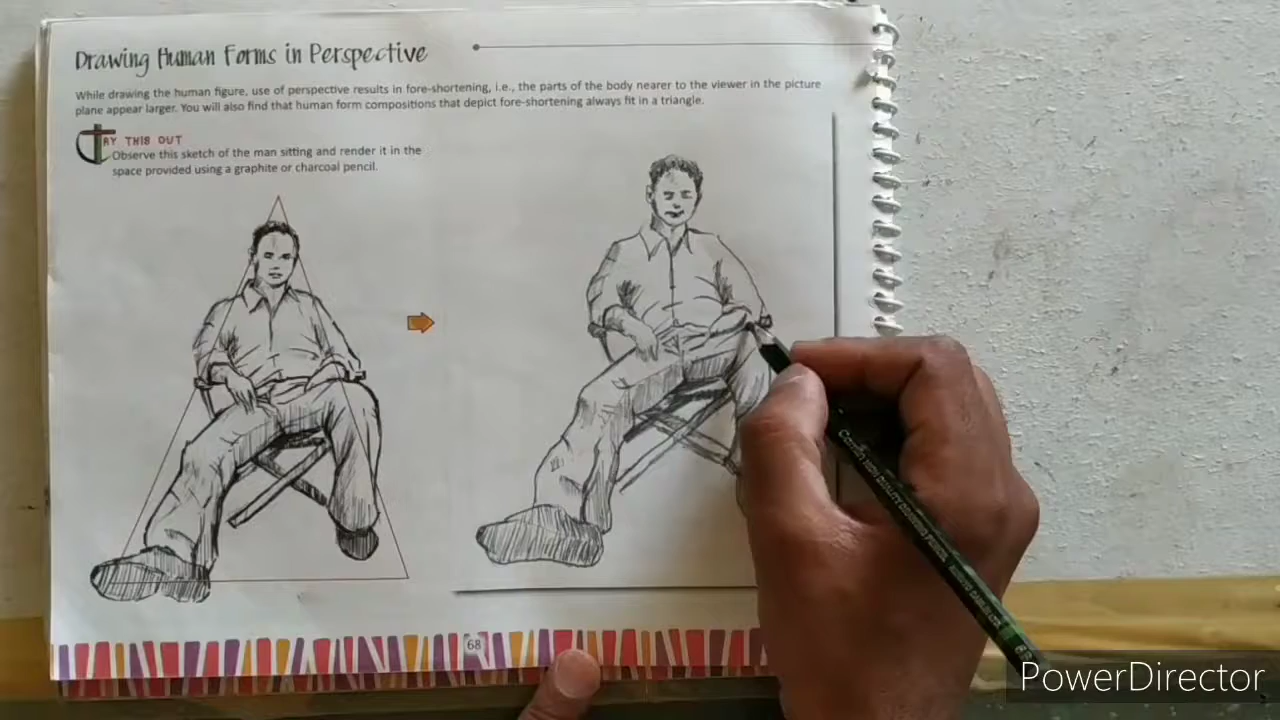 Drawing Human Forms in Perspective
While drawing the human figure, use of perspective results in fore-shortening, i.e., the parts of the body nearer to the viewer in the picture
plane appear larger. You will also find that human form compositions that depict fore-shortening always fit in a triangle.
TRY THIS OUT
Observe this sketch of the man sitting and render it in the
space provided using a graphite or charcoal pencil.
68
PowerDirector